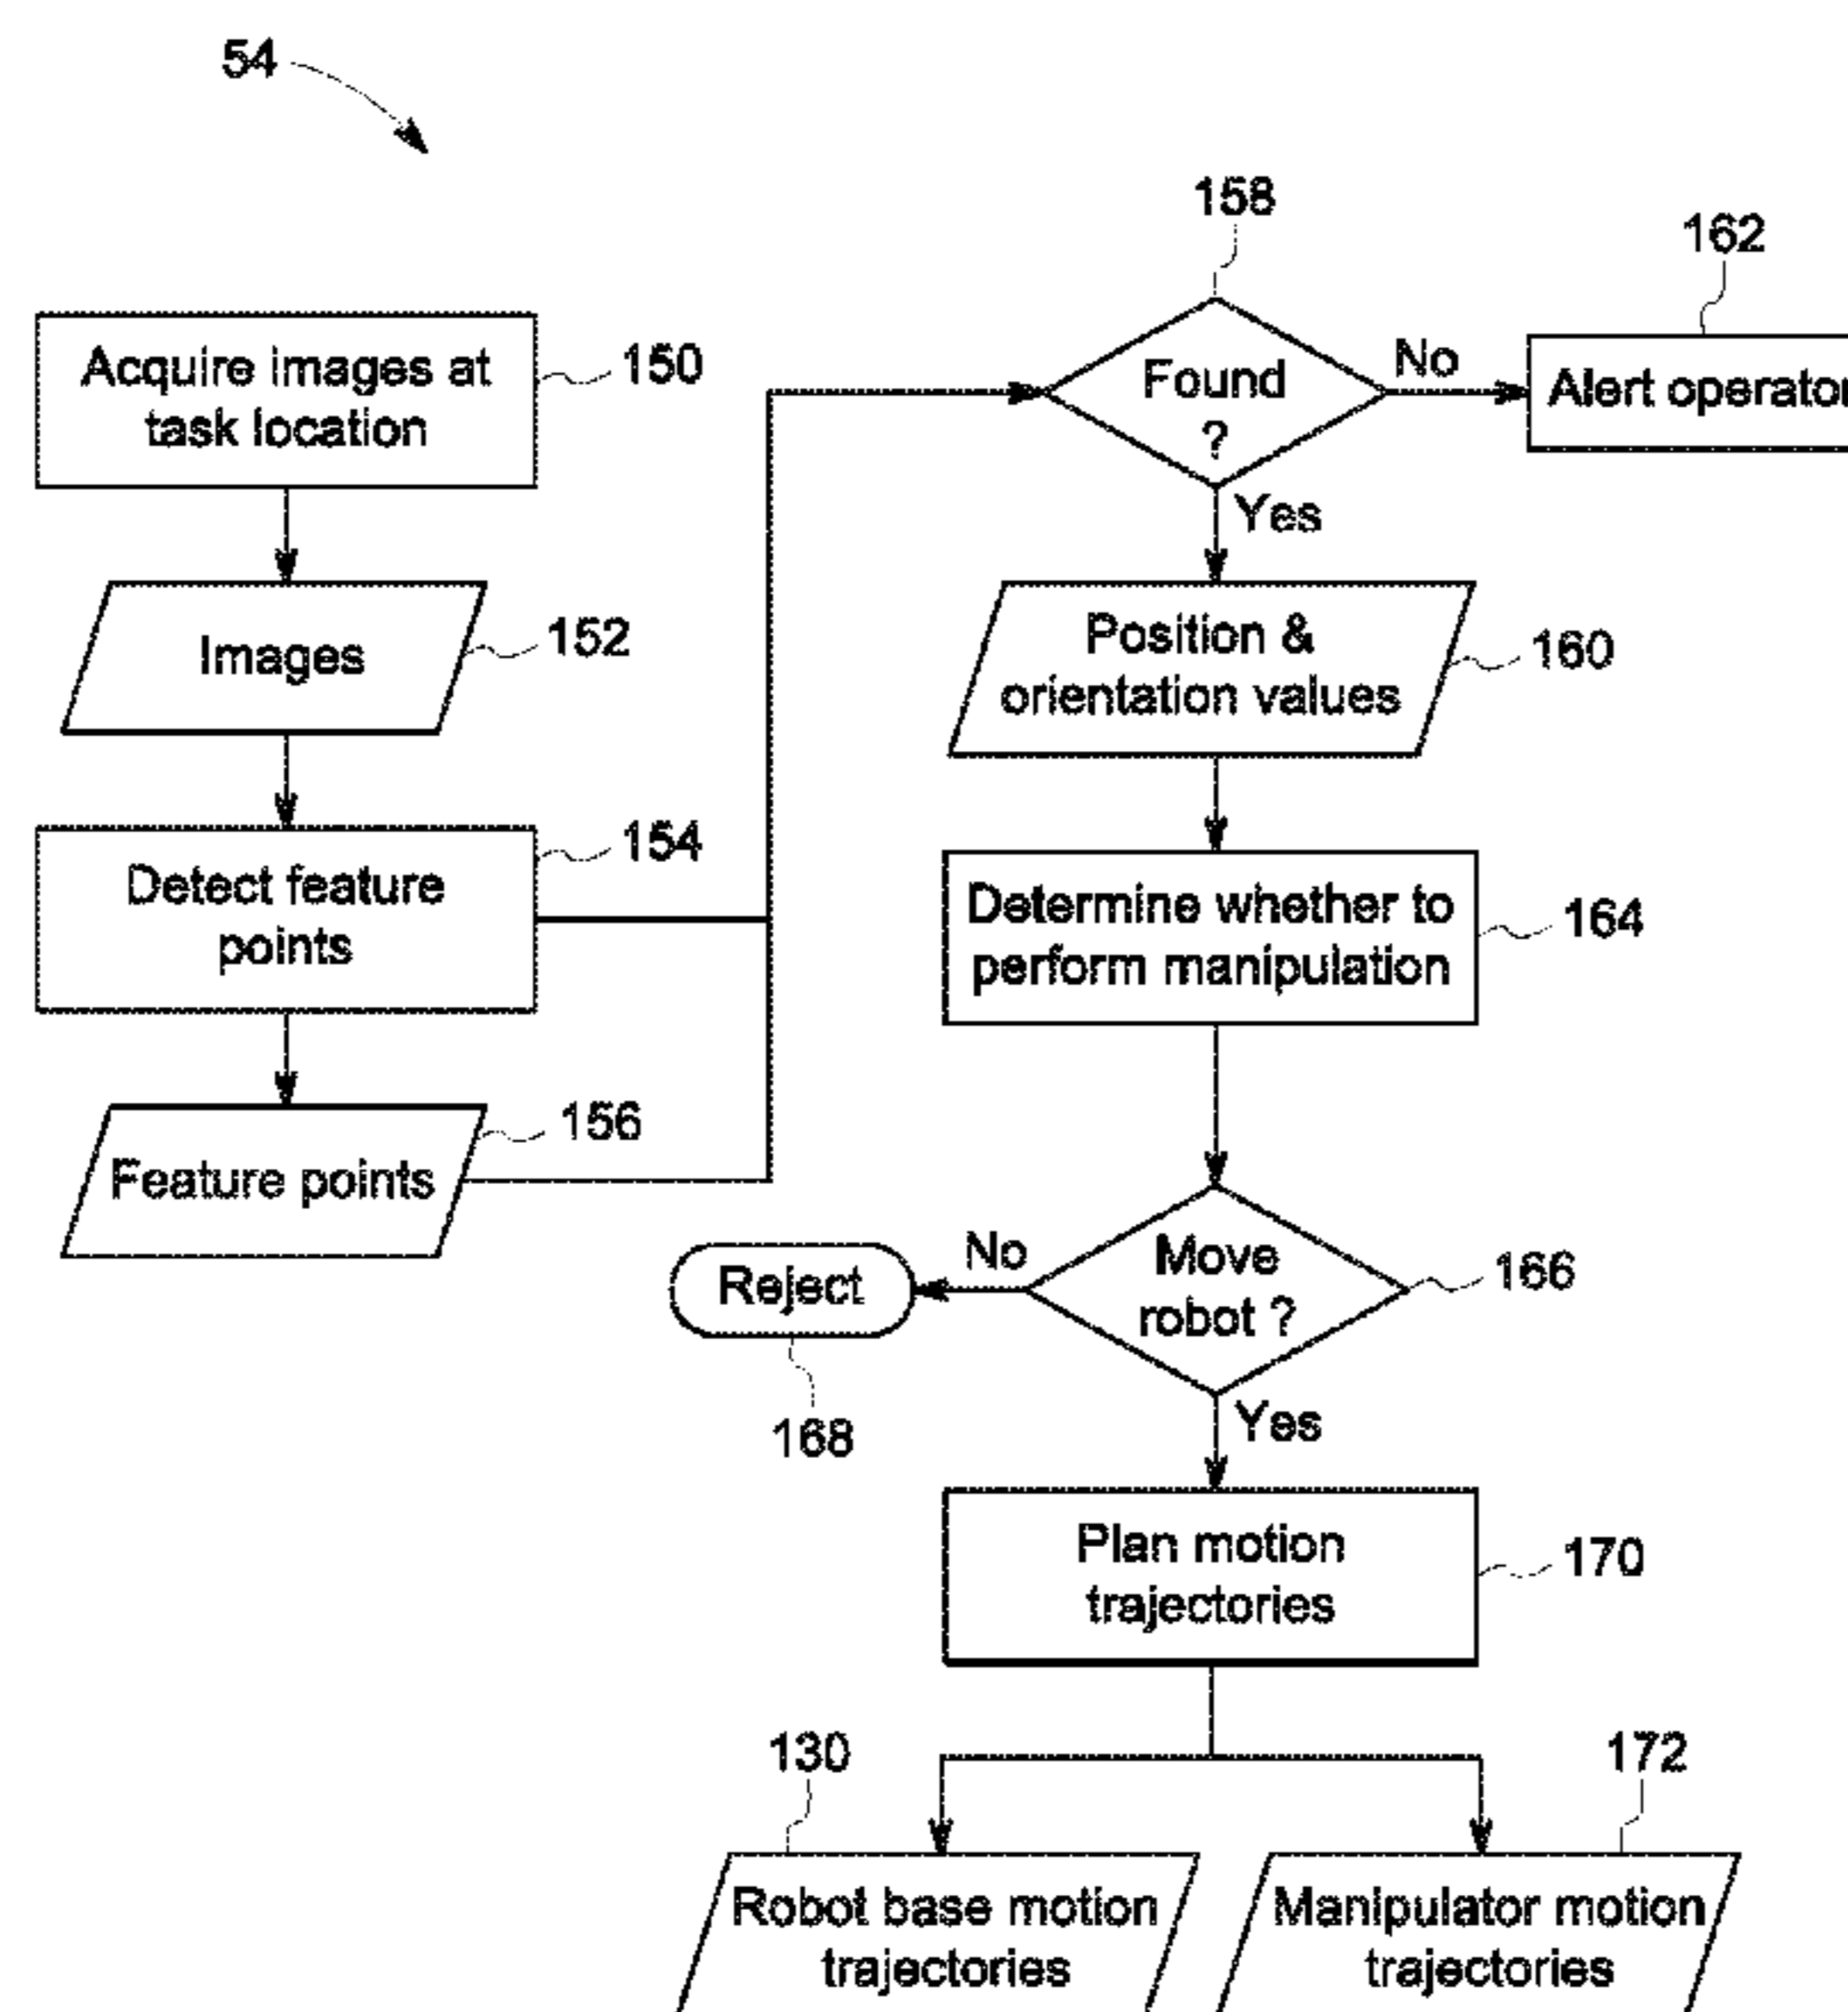 54
Acquire images at
task location
150
Images
152
Detect feature
points
154
Feature points
156
158
Found
?
No
Yes
162
Alert operator
Position &
orientation values
160
Determine whether to
perform manipulation
164
Move
robot ?
166
No
Reject
168
Yes
Plan motion
trajectories
170
130
Robot base motion
trajectories
172
Manipulator motion
trajectories